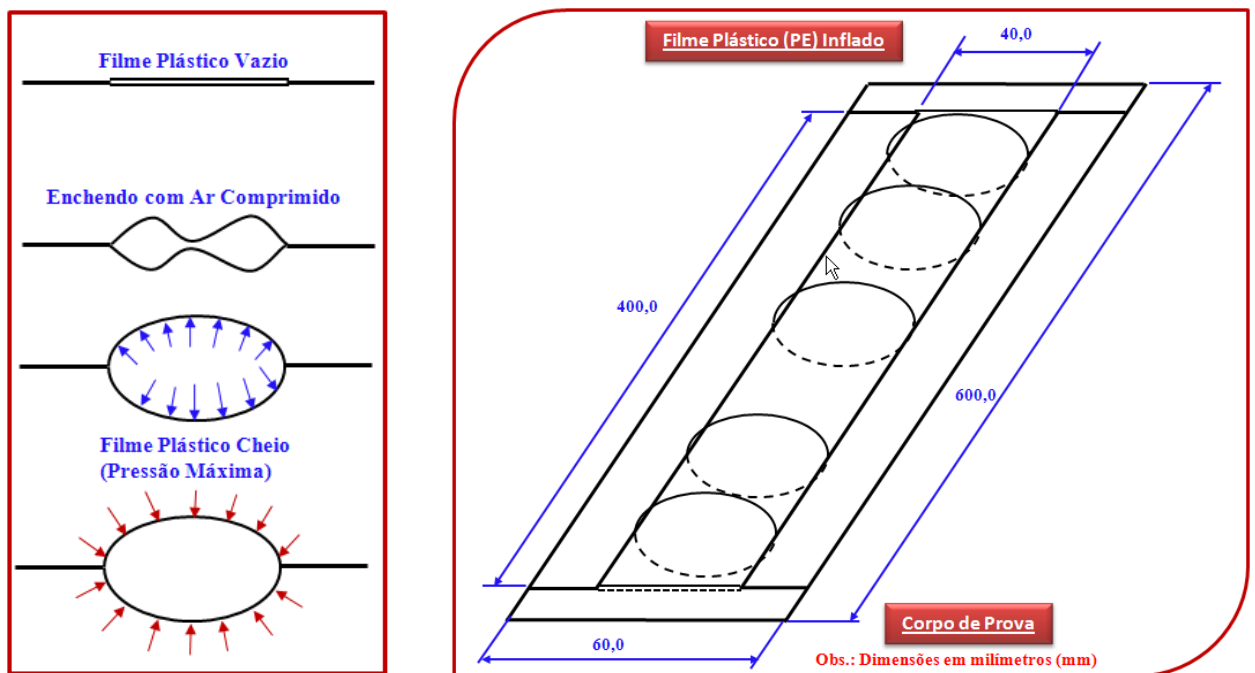 Filme Plástico Vazio
Enchendo com Ar Comprimido
Filme Plástico Cheio
(Pressão Máxima)
Filme Plástico (PE) Inflado
40,0
400,0
600,0
60,0
Corpo de Prova
Obs.: Dimensões em milímetros (mm)